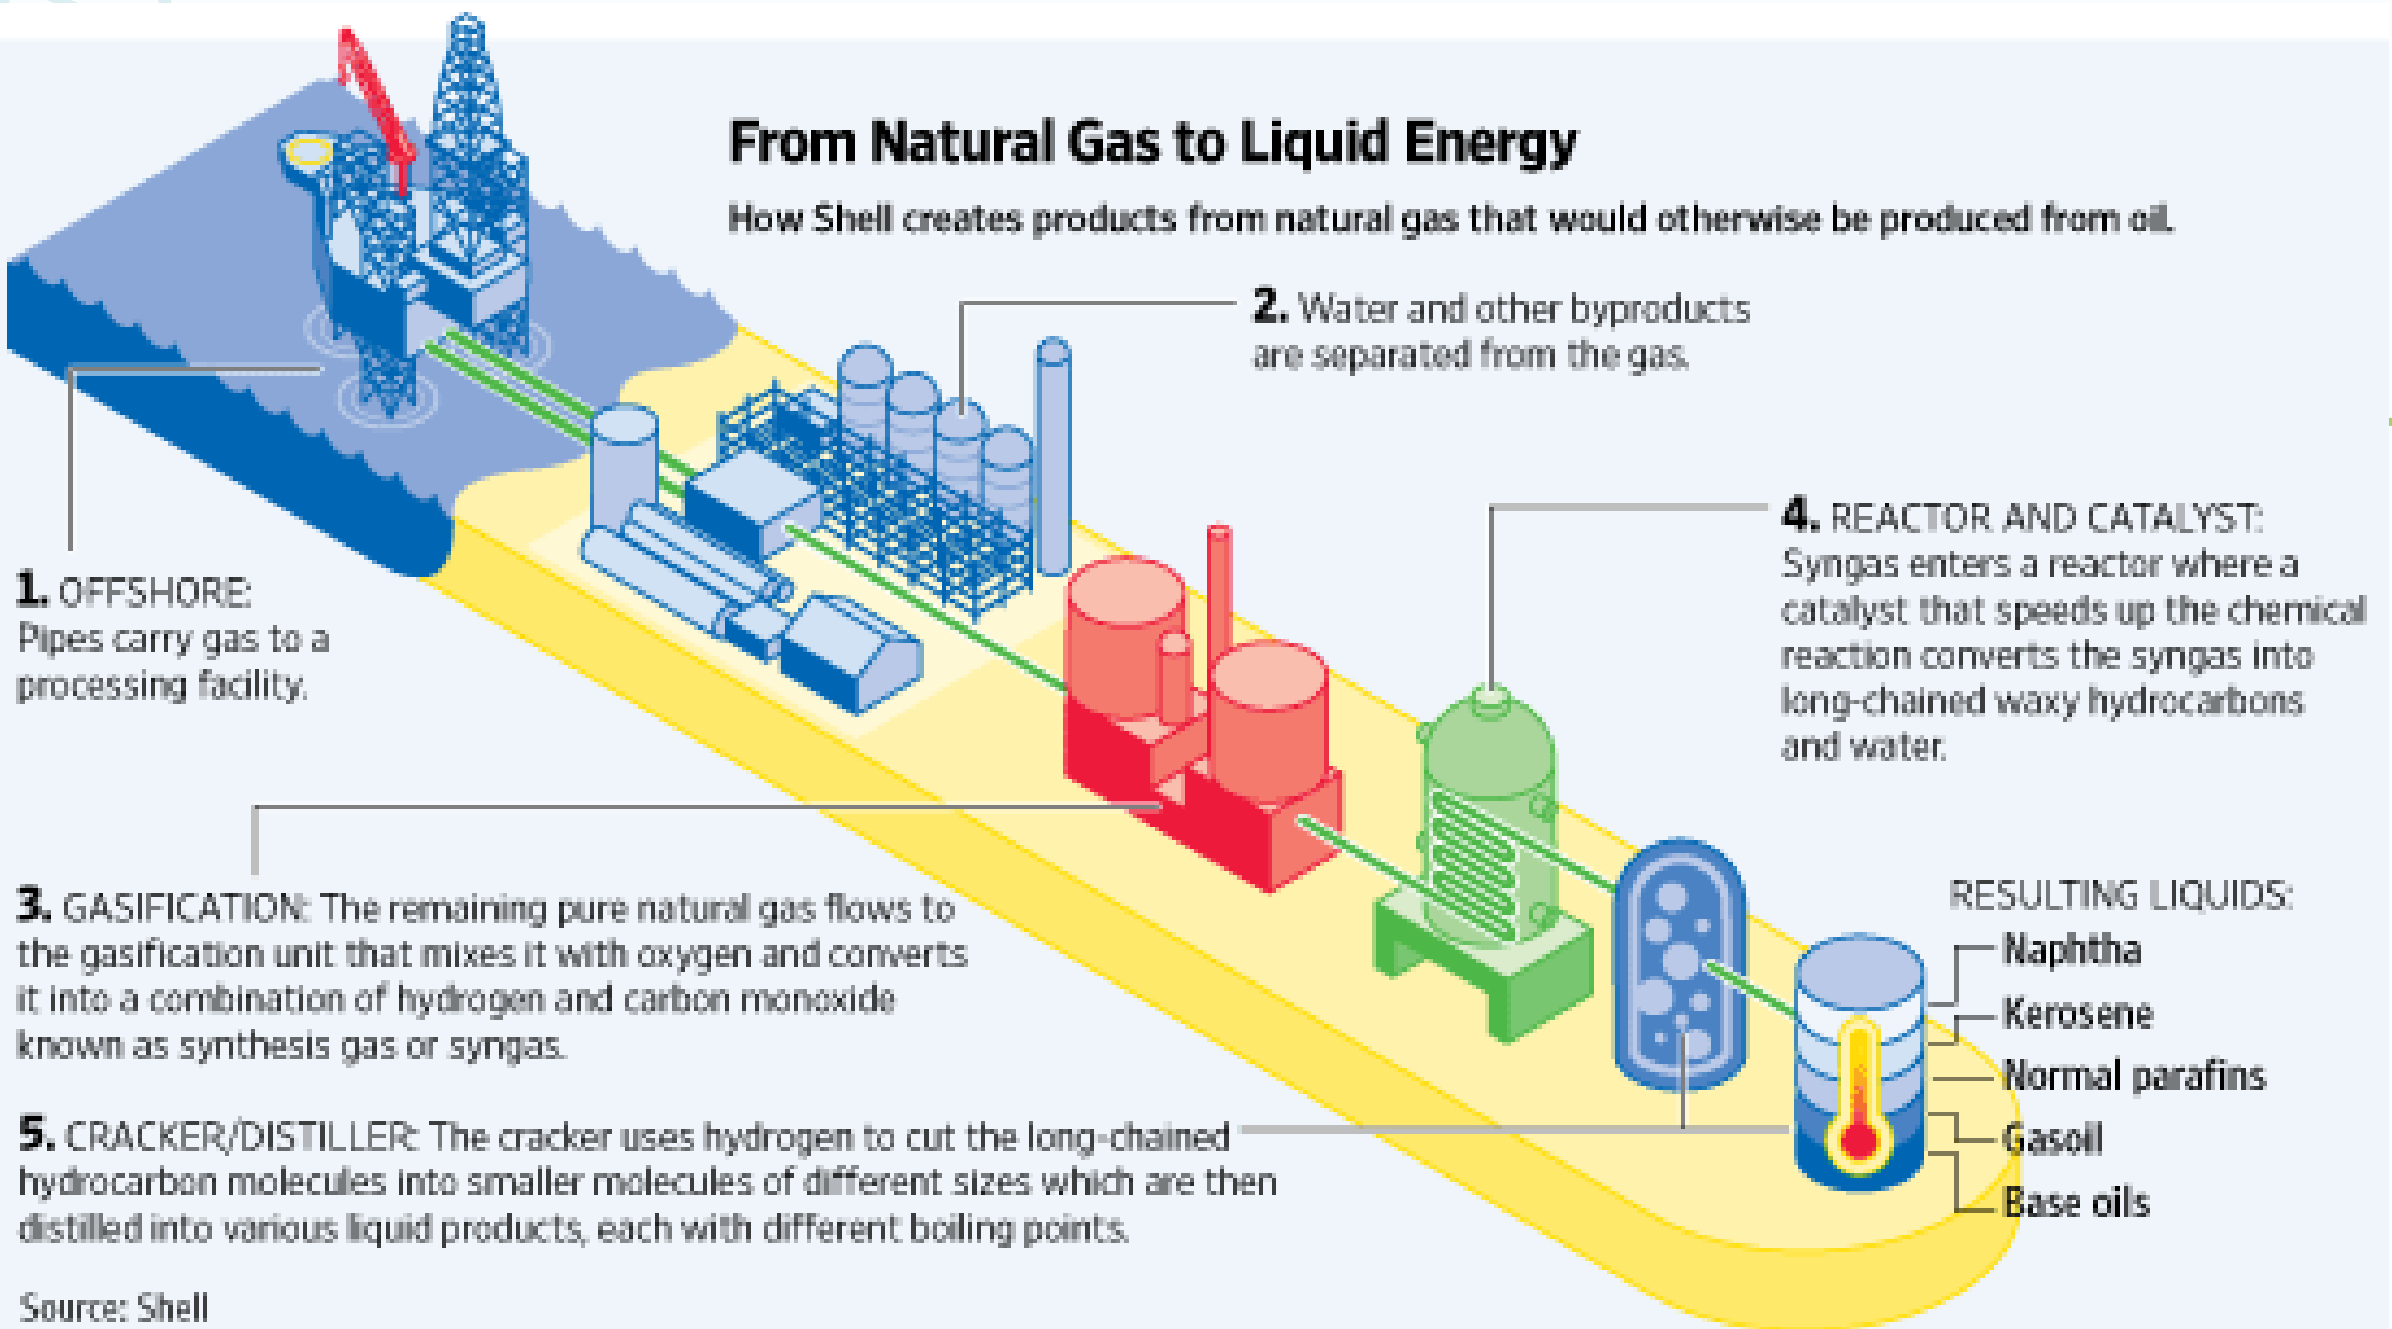 From Natural Gas to Liquid Energy
How Shell creates products from natural gas that would otherwise be produced from oil.
1. OFFSHORE:
Pipes carry gas to a
processing facility.
2. Water and other byproducts
are separated from the gas.
3. GASIFICATION: The remaining pure natural gas flows to
the gasification unit that mixes it with oxygen and converts
it into a combination of hydrogen and carbon monoxide
known as synthesis gas or syngas.
4. REACTOR AND CATALYST:
Syngas enters a reactor where a
catalyst that speeds up the chemical
reaction converts the syngas into
long-chained waxy hydrocarbons
and water.
5. CRACKER/DISTILLER: The cracker uses hydrogen to cut the long-chained
hydrocarbon molecules into smaller molecules of different sizes which are then
distilled into various liquid products, each with different boiling points.
RESULTING LIQUIDS:
Naphtha
Kerosene
Normal parafins
Gasoil
Base oils
Source: Shell